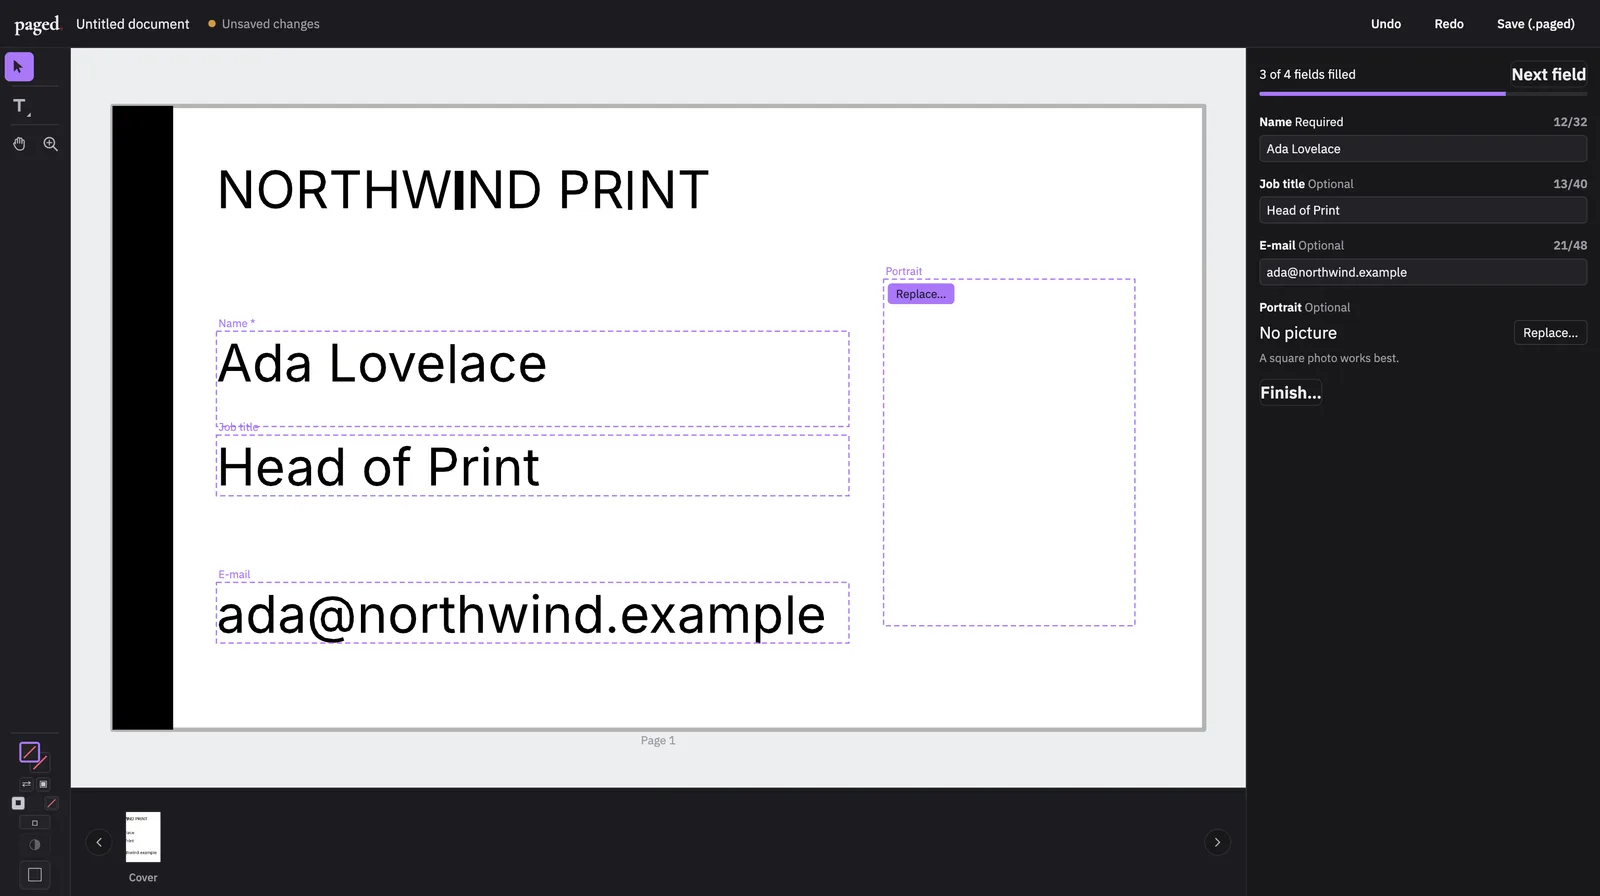 paged.
Untitled document
Unsaved changes
Undo
Redo
Save (.paged)
T
NORTHWIND PRINT
Portrait
Replace...
Name *
Ada Lovelace
Job title
Head of Print
E-mail
ada@northwind.example
Page 1
Cover
3 of 4 fields filled
Next field
Name Required 12/32
Ada Lovelace
Job title Optional 13/40
Head of Print
E-mail Optional 21/48
ada@northwind.example
Portrait Optional
No picture
Replace...
A square photo works best.
Finish...